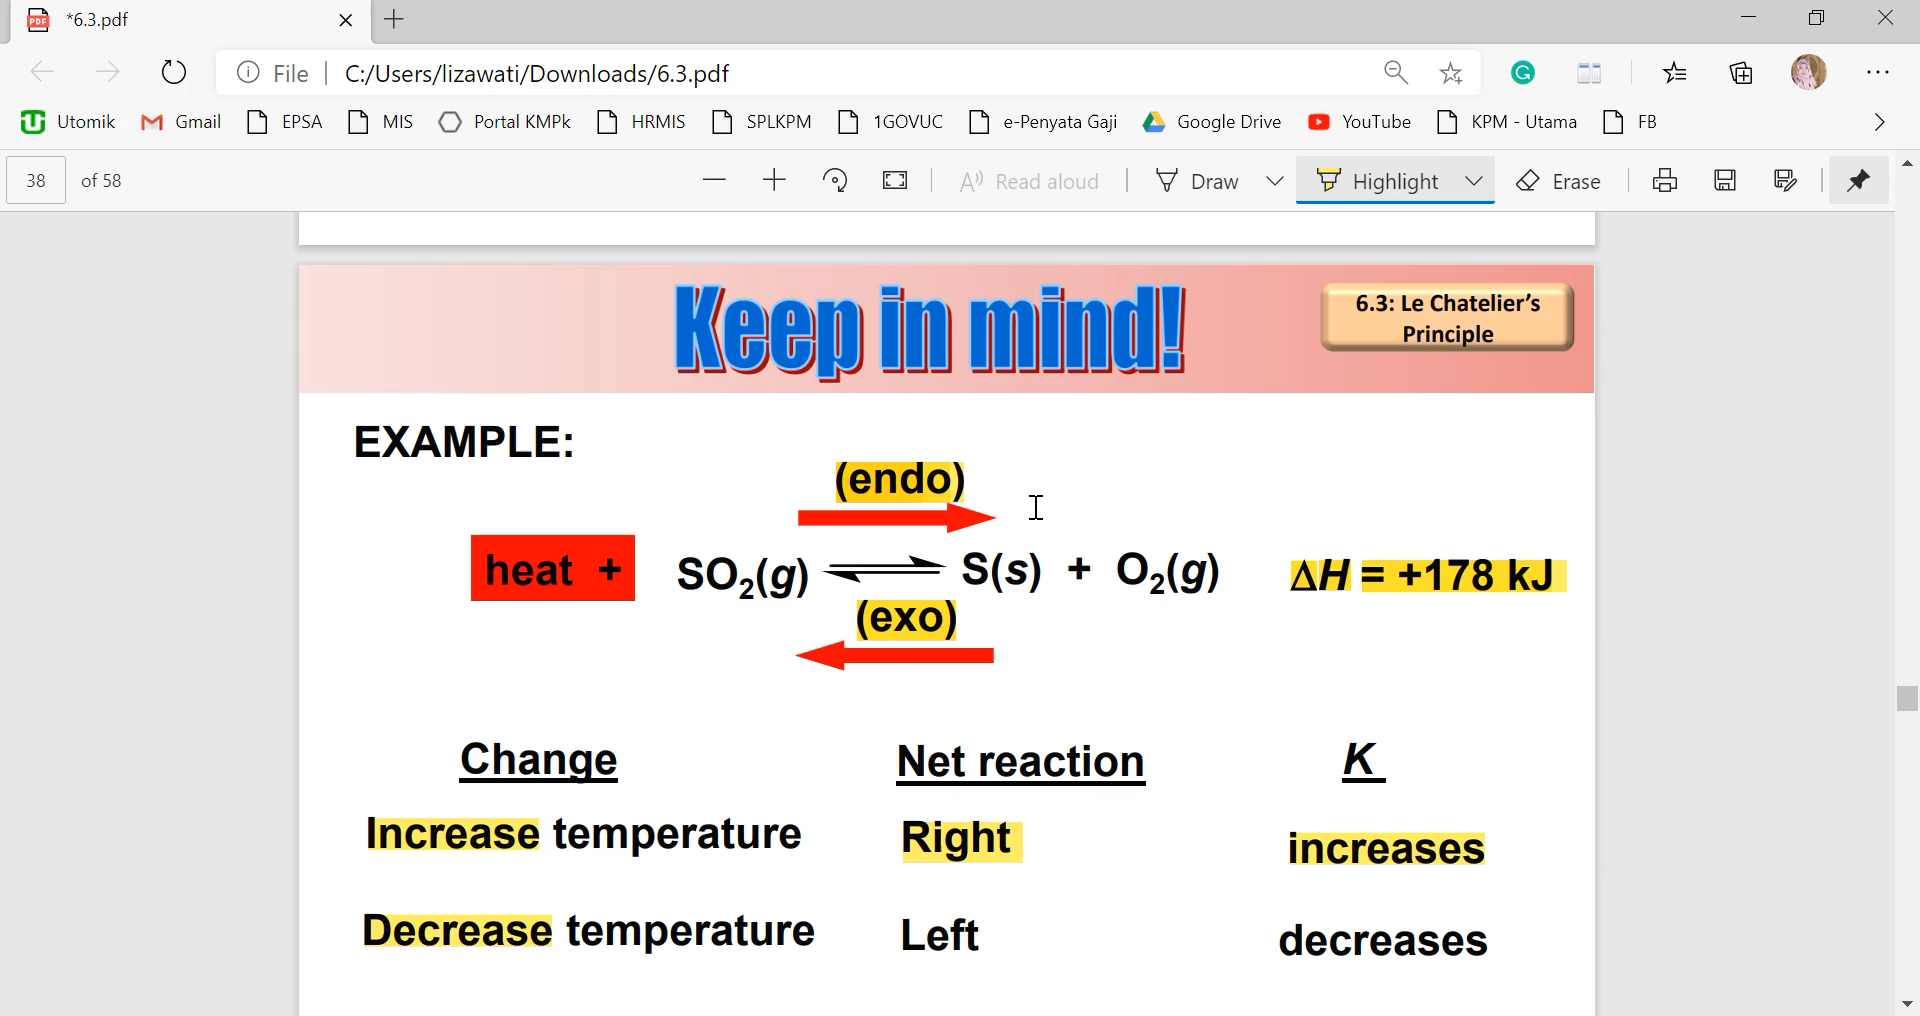 *6.3.pdf
File | C:/Users/lizawati/Downloads/6.3.pdf
Utomik Gmail EPSA MIS Portal KMPk HRMIS SPLKPM 1GOVUC e-Penyata Gaji Google Drive YouTube KPM - Utama FB
38 of 58 Read aloud Draw Highlight Erase
Keep in mind!
6.3: Le Chatelier's
Principle
EXAMPLE:
(endo)
heat + SO₂(g) ⇌ S(s) + O₂(g) ΔH = +178 kJ
(exo)
Change Net reaction K
Increase temperature Right increases
Decrease temperature Left decreases